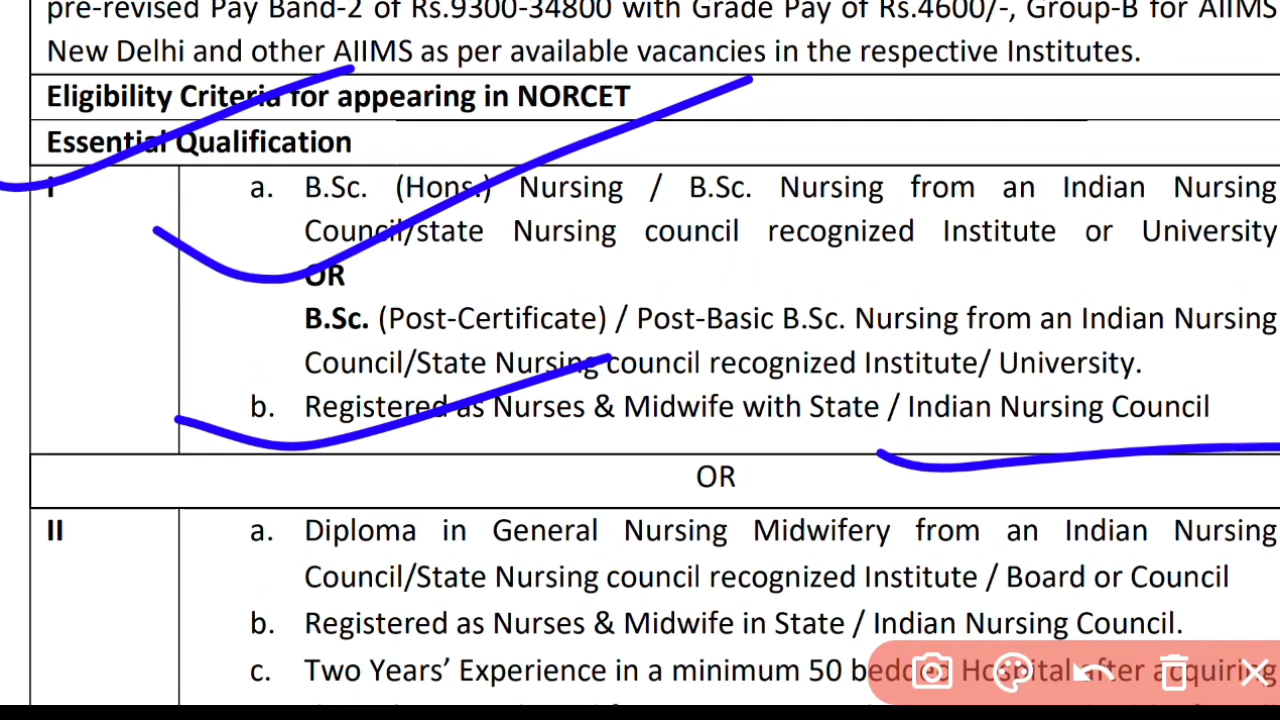 pre-revised Pay Band-2 of Rs.9300-34800 with Grade Pay of Rs.4600/-, Group-B for AIIMS
New Delhi and other AIIMS as per available vacancies in the respective Institutes.
Eligibility Criteria for appearing in NORCET
Essential Qualification
I
a. B.Sc. (Hons.) Nursing / B.Sc. Nursing from an Indian Nursing
Council/state Nursing council recognized Institute or University
OR
B.Sc. (Post-Certificate) / Post-Basic B.Sc. Nursing from an Indian Nursing
Council/State Nursing council recognized Institute/ University.
b. Registered as Nurses & Midwife with State / Indian Nursing Council
OR
II
a. Diploma in General Nursing Midwifery from an Indian Nursing
Council/State Nursing council recognized Institute / Board or Council
b. Registered as Nurses & Midwife in State / Indian Nursing Council.
c. Two Years’ Experience in a minimum 50 bedded Hospital after acquiring